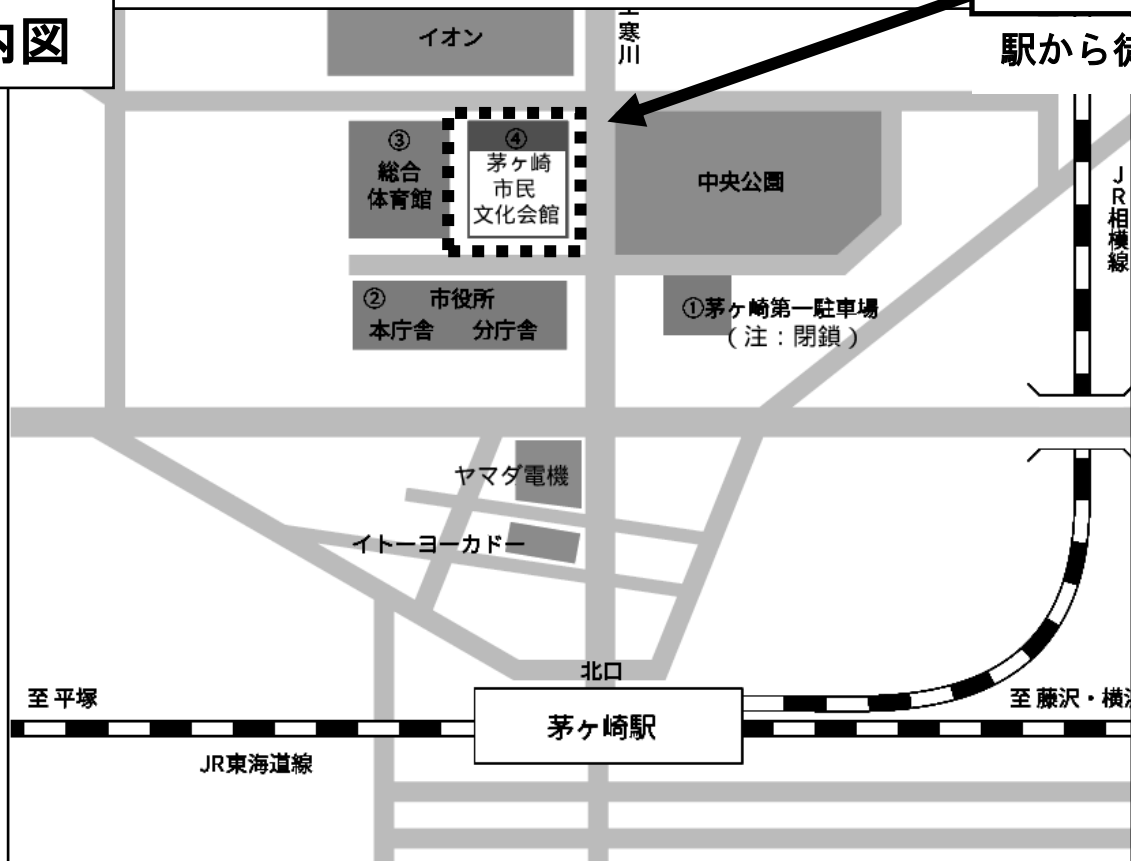 内図
イオン
寒川
駅から徒
③
総合
体育館
④
茅ヶ崎
市民
文化会館
中央公園
JR相模線
② 市役所
本庁舎 分庁舎
①茅ヶ崎第一駐車場
(注：閉鎖)
ヤマダ電機
イトーヨーカドー
北口
至 平塚
茅ヶ崎駅
至 藤沢・横浜
JR東海道線